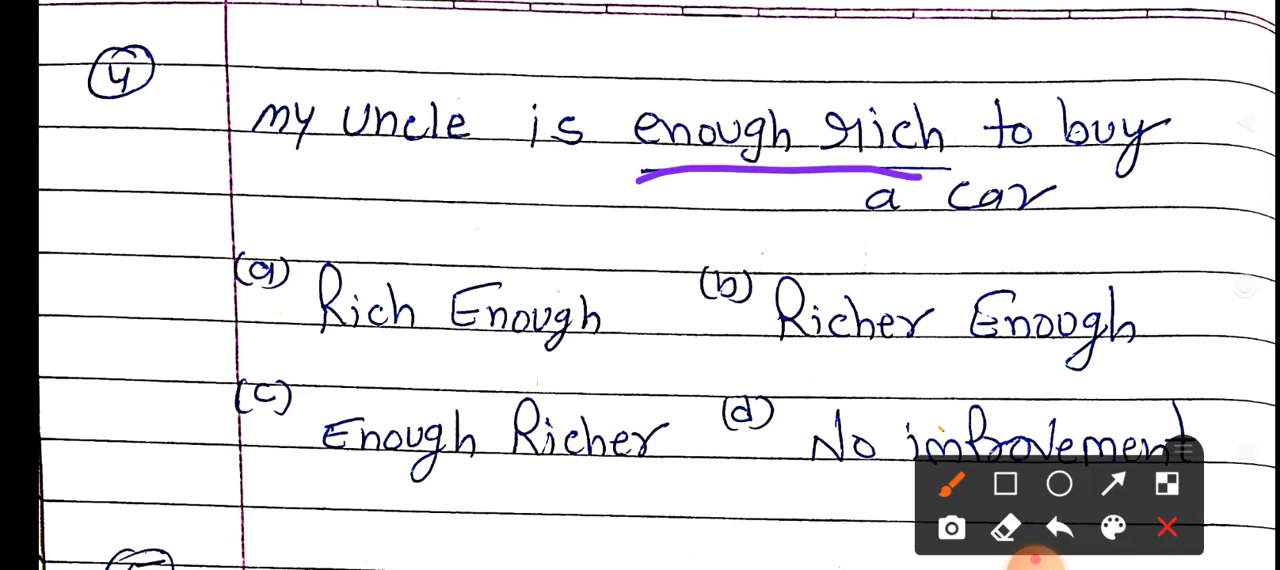 4
my uncle is enough rich to buy
a car
(a) Rich Enough (b) Richer Enough
(c) Enough Richer (d) No improvement